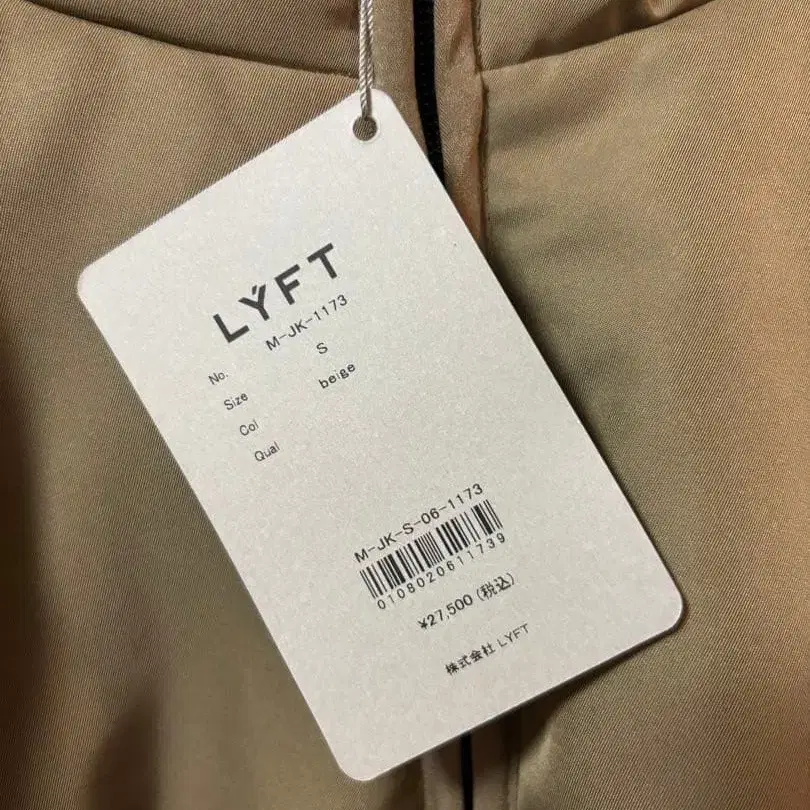 LYFT
No. M-JK-1173
Size S
Col beige
Qual
M-JK-S-06-1173
0108020611739
¥27,500(税込)
株式会社 LYFT